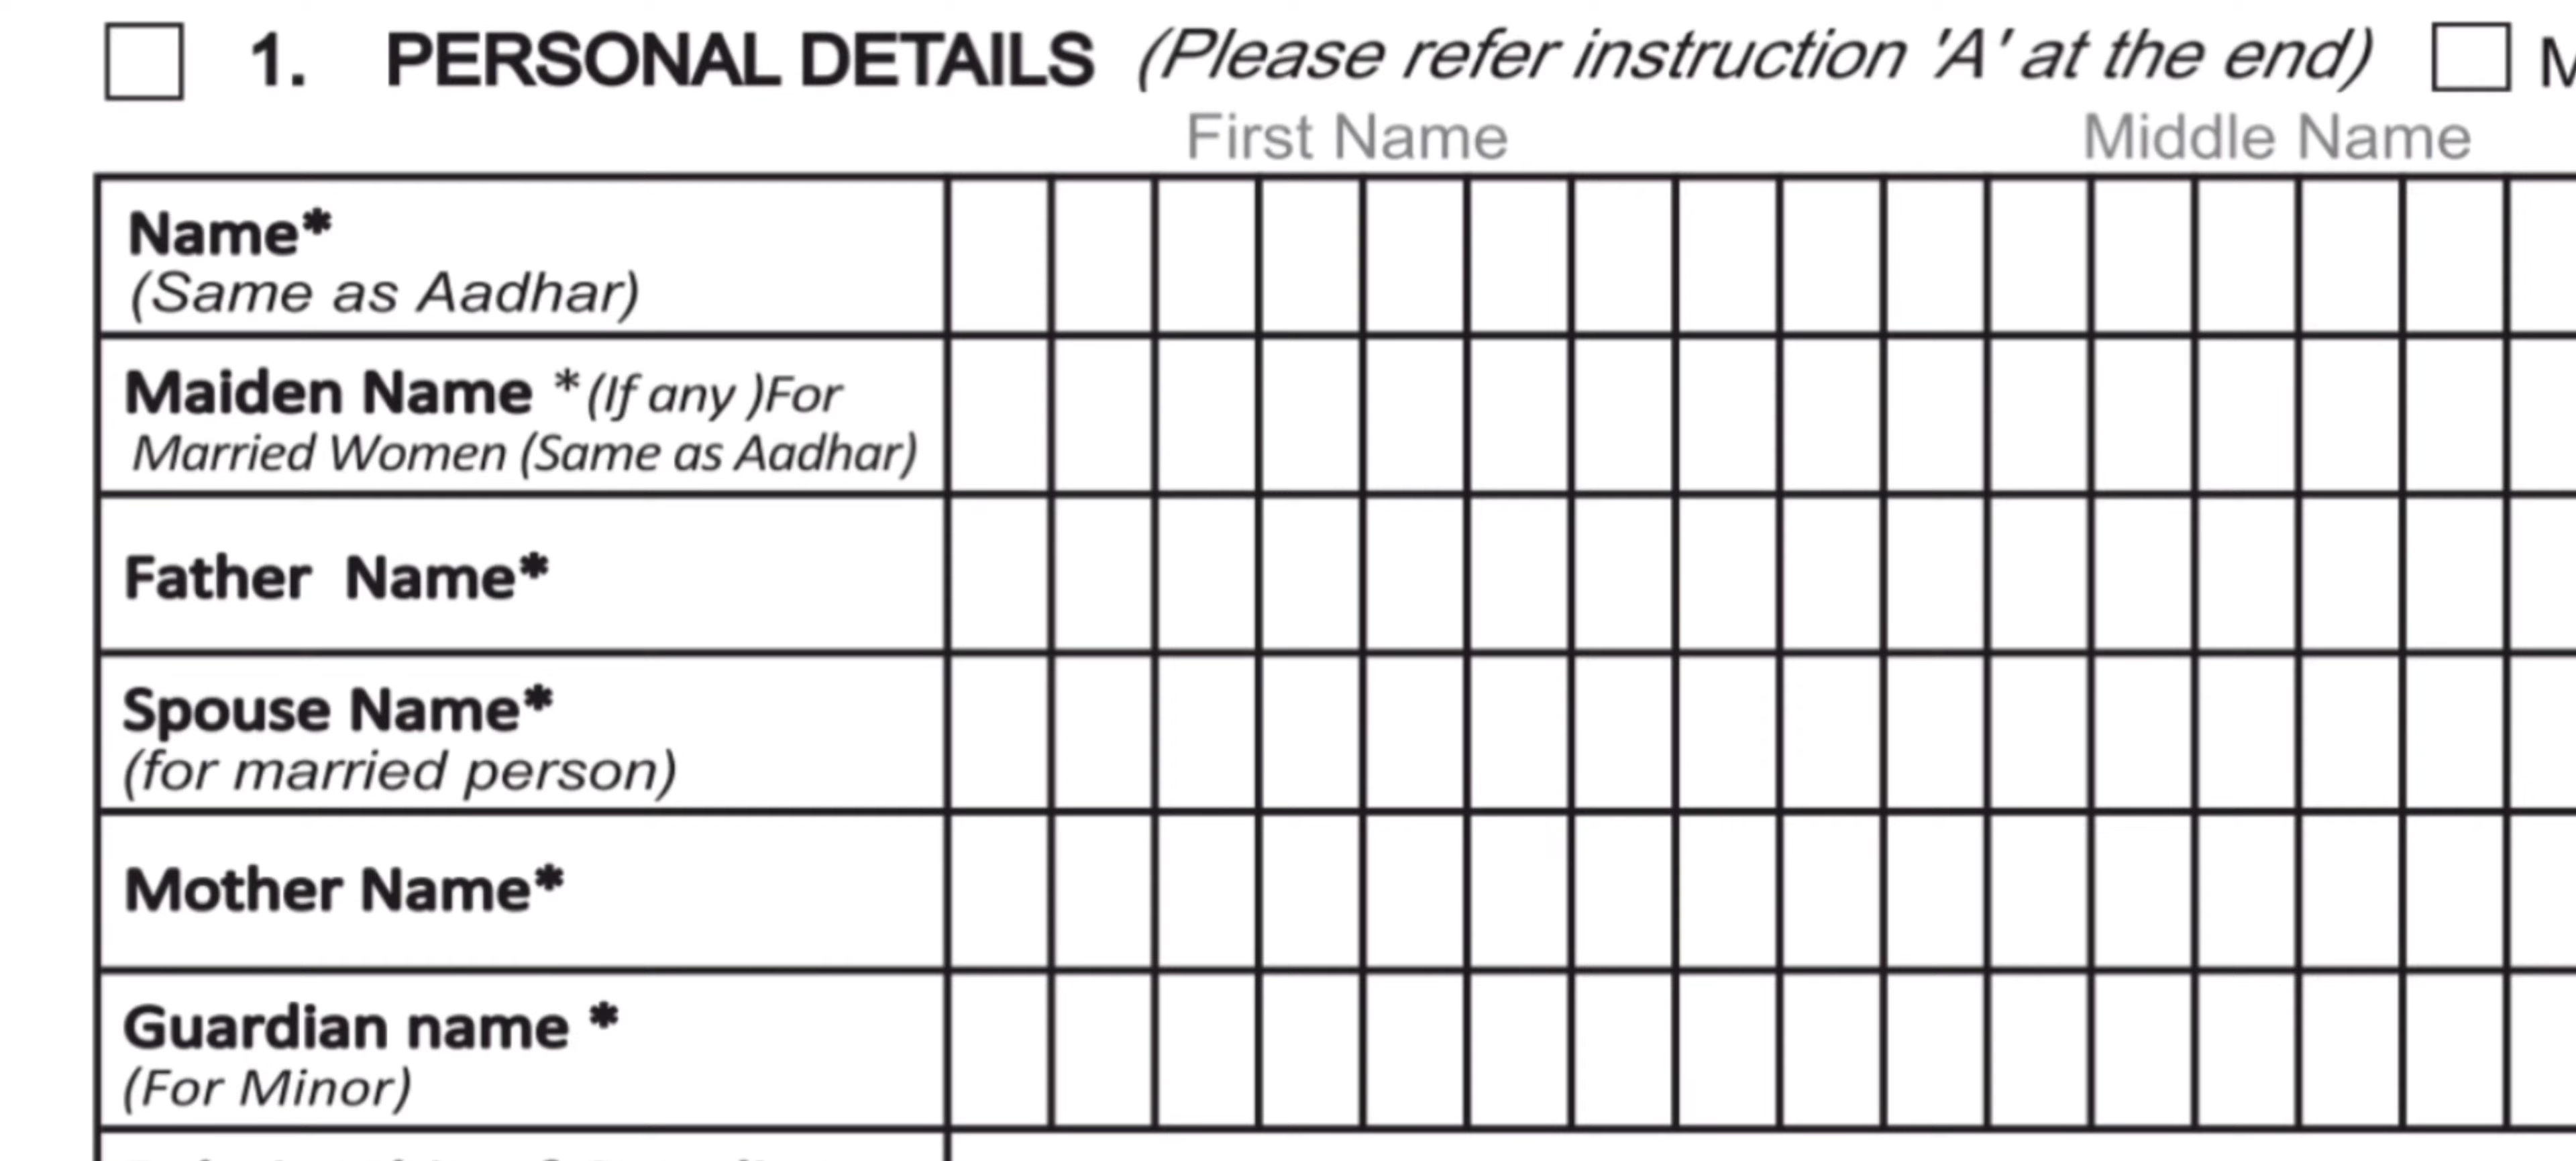 1. PERSONAL DETAILS (Please refer instruction 'A' at the end)
First Name Middle Name
Name*
(Same as Aadhar)
Maiden Name *(If any )For
Married Women (Same as Aadhar)
Father Name*
Spouse Name*
(for married person)
Mother Name*
Guardian name *
(For Minor)